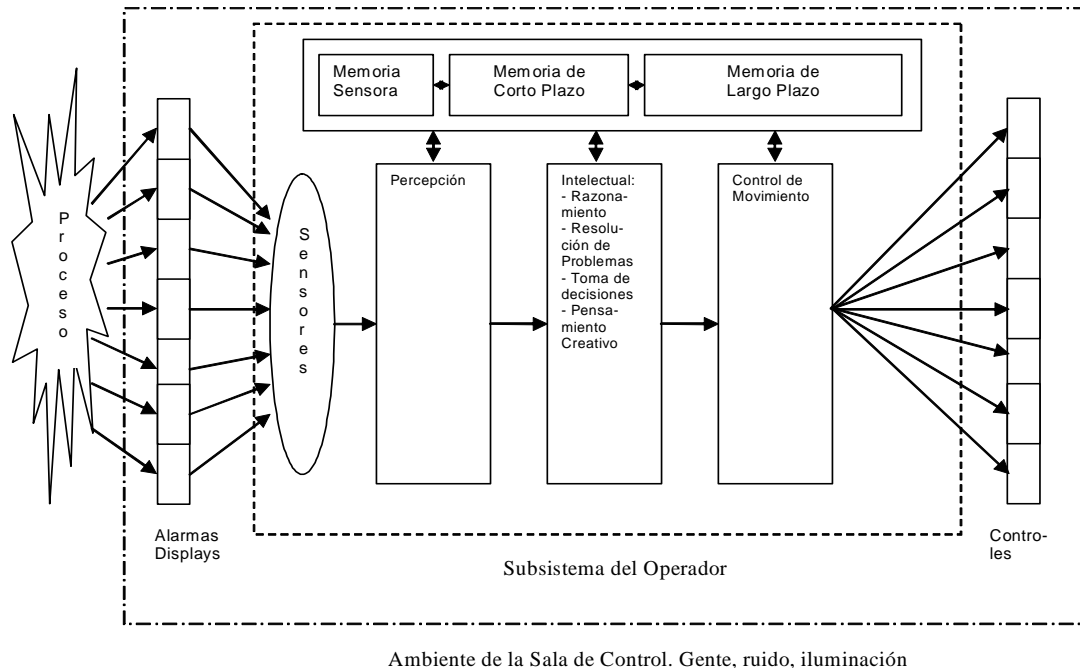 Memoria
Sensora
Memoria de
Corto Plazo
Memoria de
Largo Plazo
Proceso
Sensores
Percepción
Intelectual:
- Razona-
miento
- Resolu-
ción de
Problemas
- Toma de
decisiones
- Pensa-
miento
Creativo
Control de
Movimiento
Alarmas
Displays
Contro-
les
Subsistema del Operador
Ambiente de la Sala de Control. Gente, ruido, iluminación